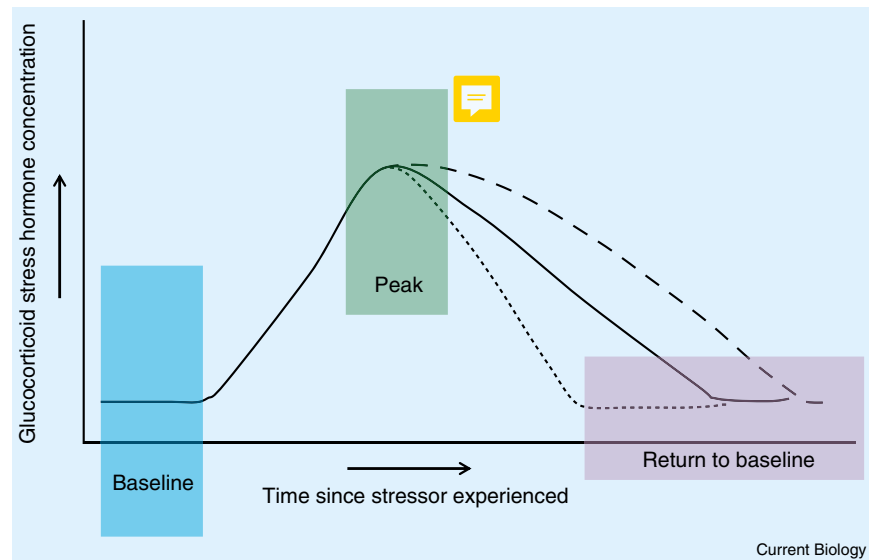 Glucocorticoid stress hormone concentration
Peak
Baseline
Return to baseline
Time since stressor experienced
Current Biology